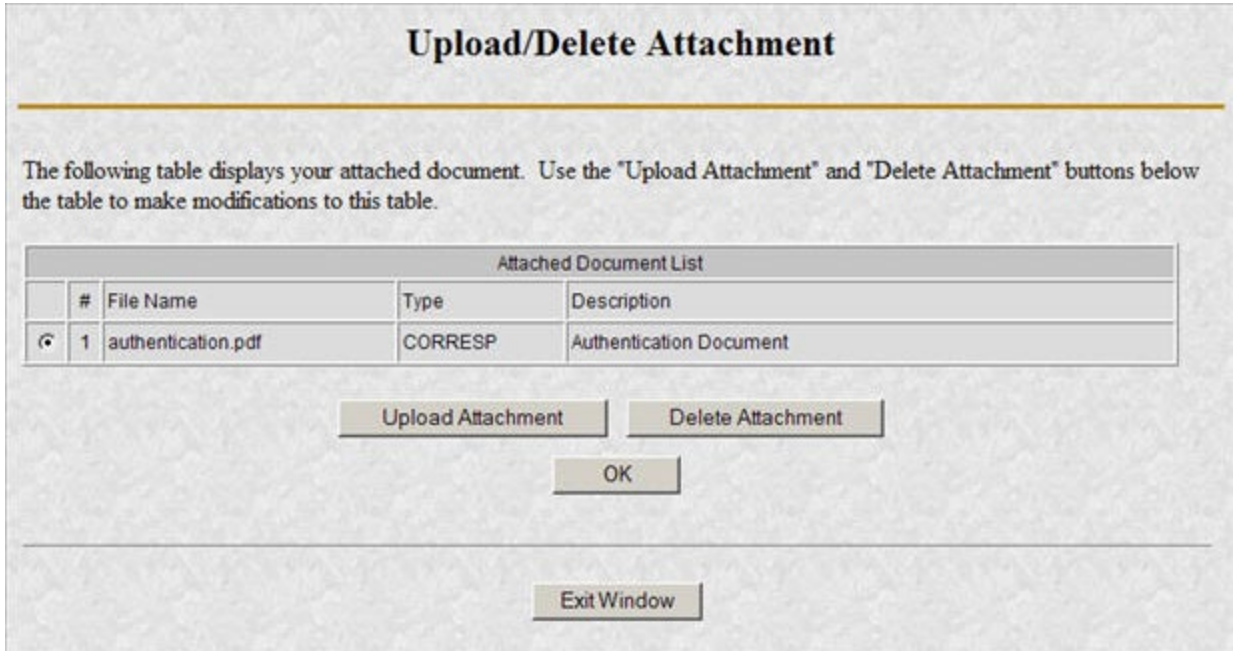 Upload/Delete Attachment
The following table displays your attached document.  Use the "Upload Attachment" and "Delete Attachment" buttons below
the table to make modifications to this table.
Attached Document List
# File Name Type Description
1 authentication.pdf CORRESP Authentication Document
Upload Attachment Delete Attachment
OK
Exit Window